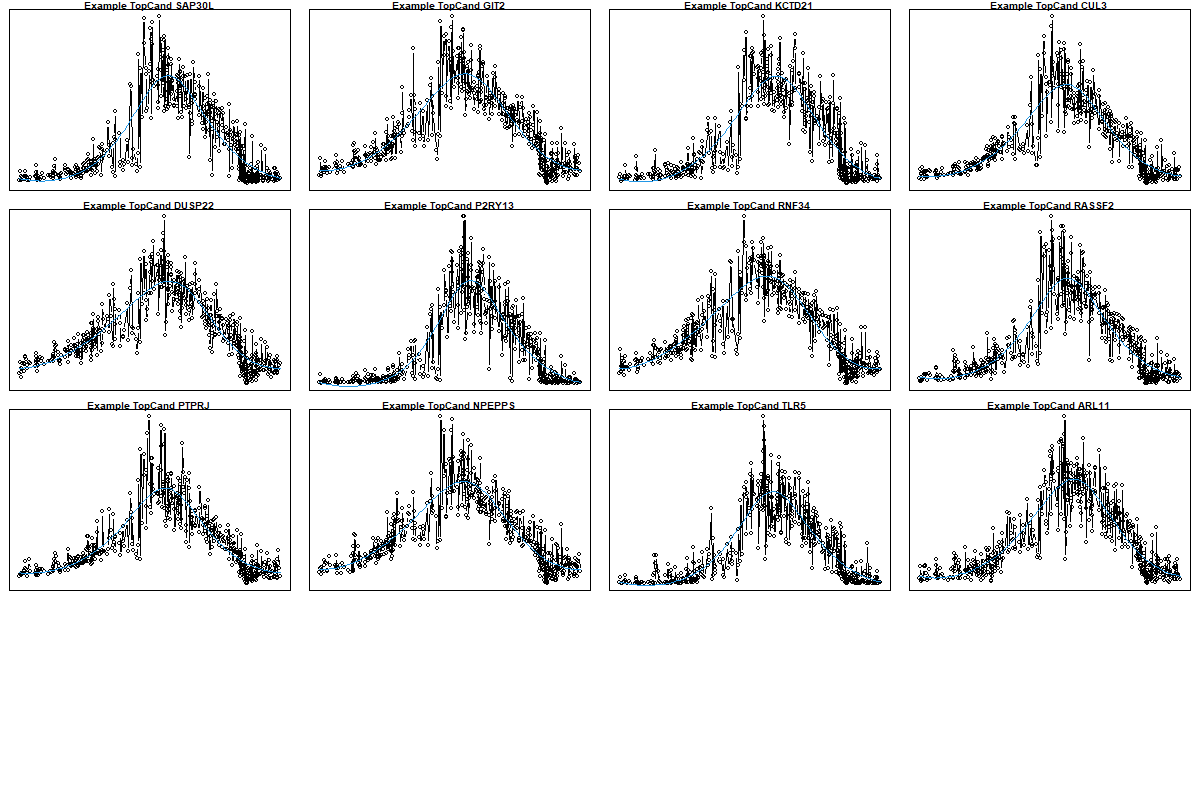 Example TopCand SAP30L
Example TopCand GIT2
Example TopCand KCTD21
Example TopCand CUL3
Example TopCand DUSP22
Example TopCand P2RY13
Example TopCand RNF34
Example TopCand RASSF2
Example TopCand PTPRJ
Example TopCand NPEPPS
Example TopCand TLR5
Example TopCand ARL11